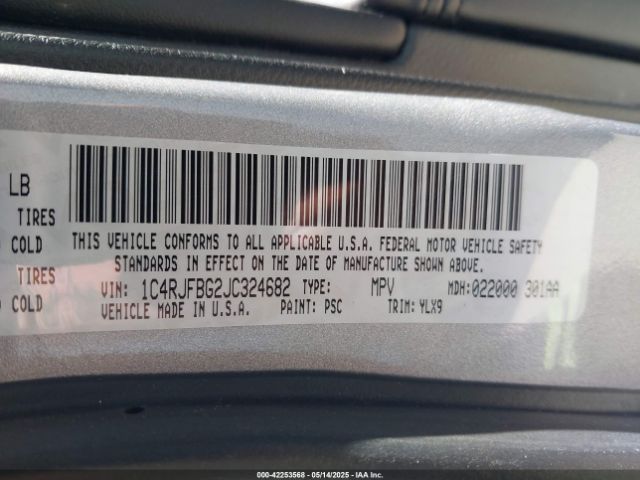 LB
TIRES
COLD
TIRES
COLD
THIS VEHICLE CONFORMS TO ALL APPLICABLE U.S.A. FEDERAL MOTOR VEHICLE SAFETY
STANDARDS IN EFFECT ON THE DATE OF MANUFACTURE SHOWN ABOVE.
VIN: 1C4RJFBG2JC324682 TYPE: MPV MDH:022000 301AA
VEHICLE MADE IN U.S.A. PAINT: PSC TRIM: YLX9
000-42253568 - 05/14/2025 - IAA Inc.